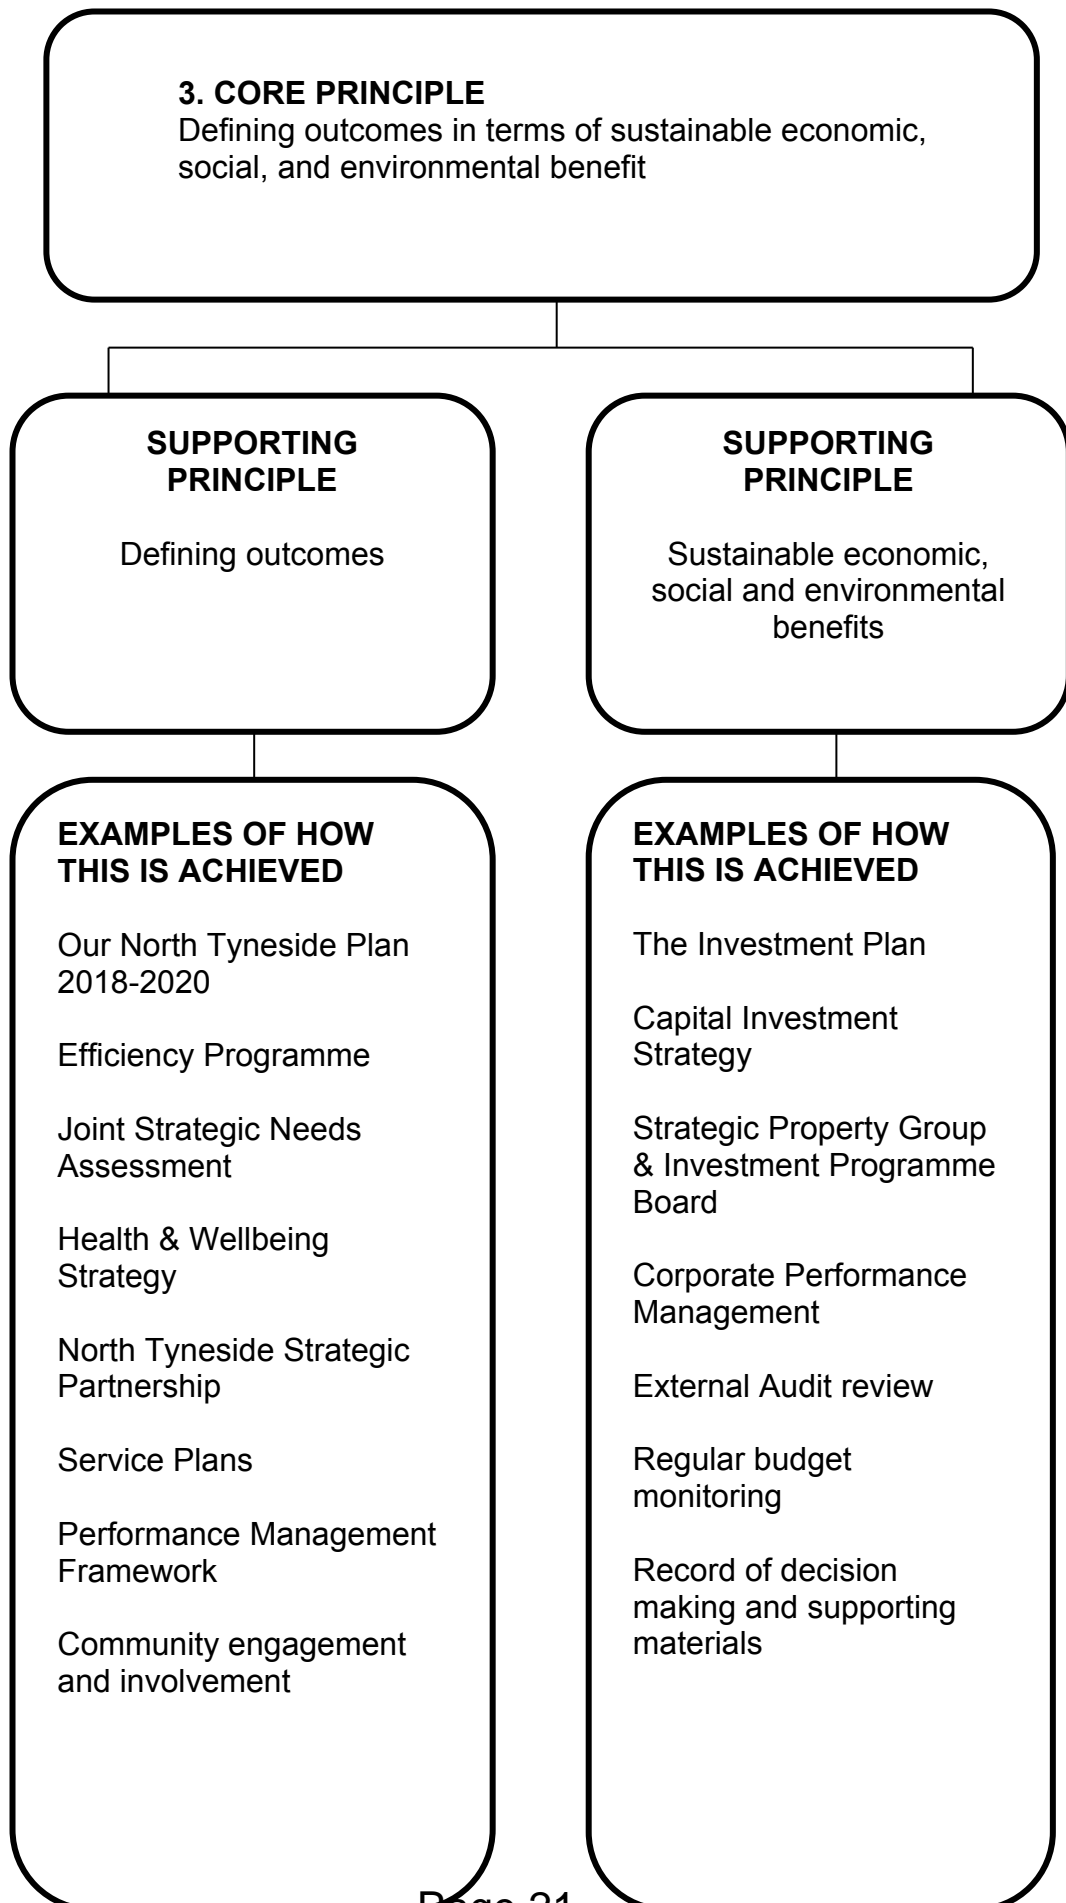 3. CORE PRINCIPLE
Defining outcomes in terms of sustainable economic,
social, and environmental benefit
SUPPORTING
PRINCIPLE
Defining outcomes
SUPPORTING
PRINCIPLE
Sustainable economic,
social and environmental
benefits
EXAMPLES OF HOW
THIS IS ACHIEVED
Our North Tyneside Plan
2018-2020
Efficiency Programme
Joint Strategic Needs
Assessment
Health & Wellbeing
Strategy
North Tyneside Strategic
Partnership
Service Plans
Performance Management
Framework
Community engagement
and involvement
EXAMPLES OF HOW
THIS IS ACHIEVED
The Investment Plan
Capital Investment
Strategy
Strategic Property Group
& Investment Programme
Board
Corporate Performance
Management
External Audit review
Regular budget
monitoring
Record of decision
making and supporting
materials
Page 21